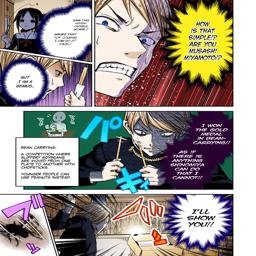 HOW
IS THAT
SIMPLE!?
ARE YOU
MUSASHI
MIYAMOTO!?
BUT
I AM A
GENIUS.
I WON
THE GOLD
MEDAL
IN BEAN-
CARRYING!!
AS IF
THERE IS
ANYTHING
SHINOMIYA
CAN DO
THAT I
CANNOT!!
BEAN CARRYING:
A COMPETITION WHERE
SLIPPERY SOYBEANS
ARE MOVED FROM ONE
PLATE TO ANOTHER WITH
CHOPSTICKS.
YOUNGER PEOPLE CAN
USE PEANUTS INSTEAD
I'LL
SHOW
YOU!!